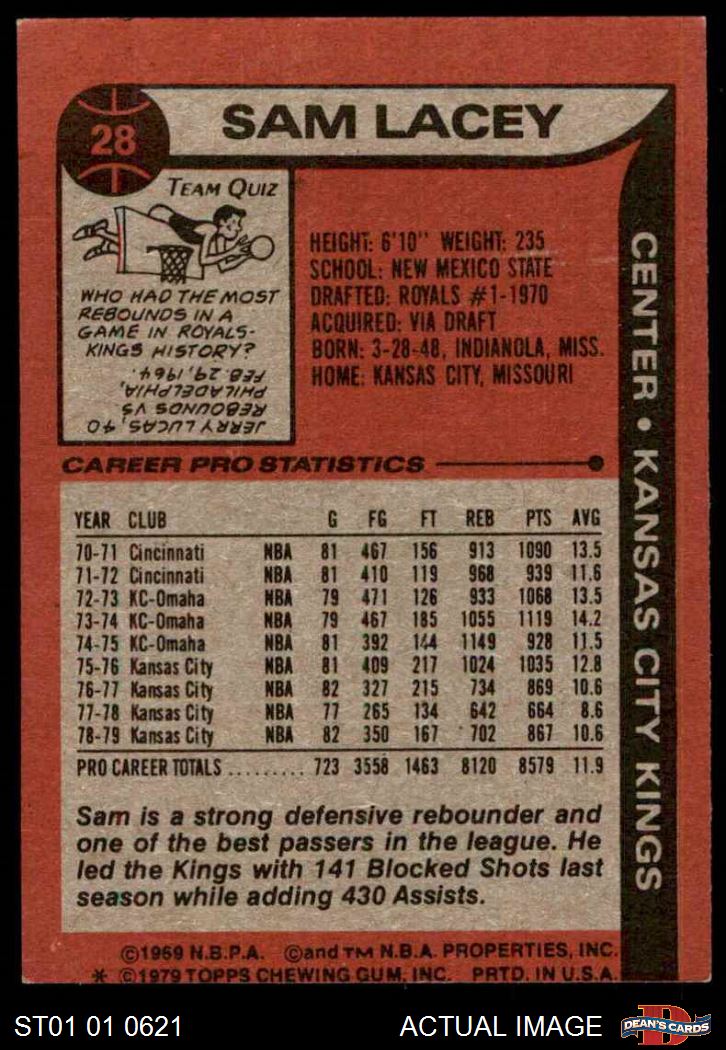 28
SAM LACEY
TEAM QUIZ
WHO HAD THE MOST
REBOUNDS IN A
GAME IN ROYALS-
KINGS HISTORY?
JERRY LUCAS, 40
REBOUNDS VS
PHILADELPHIA,
FEB. 29, 1964.
HEIGHT: 6'10" WEIGHT: 235
SCHOOL: NEW MEXICO STATE
DRAFTED: ROYALS #1-1970
ACQUIRED: VIA DRAFT
BORN: 3-28-48, INDIANOLA, MISS.
HOME: KANSAS CITY, MISSOURI
CENTER • KANSAS CITY KINGS
CAREER PRO STATISTICS
YEAR CLUB G FG FT REB PTS AVG
70-71 Cincinnati NBA 81 467 156 913 1090 13.5
71-72 Cincinnati NBA 81 410 119 968 939 11.6
72-73 KC-Omaha NBA 79 471 126 933 1068 13.5
73-74 KC-Omaha NBA 79 467 185 1055 1119 14.2
74-75 KC-Omaha NBA 81 392 144 1149 928 11.5
75-76 Kansas City NBA 81 409 217 1024 1035 12.8
76-77 Kansas City NBA 82 327 215 734 869 10.6
77-78 Kansas City NBA 77 265 134 642 664 8.6
78-79 Kansas City NBA 82 350 167 702 867 10.6
PRO CAREER TOTALS ......... 723 3558 1463 8120 8579 11.9
Sam is a strong defensive rebounder and
one of the best passers in the league. He
led the Kings with 141 Blocked Shots last
season while adding 430 Assists.
©1969 N.B.P.A. ©and TM N.B.A. PROPERTIES, INC.
* ©1979 TOPPS CHEWING GUM, INC. PRTD. IN U.S.A.
ST01 01 0621
ACTUAL IMAGE
D
DEAN'S CARDS